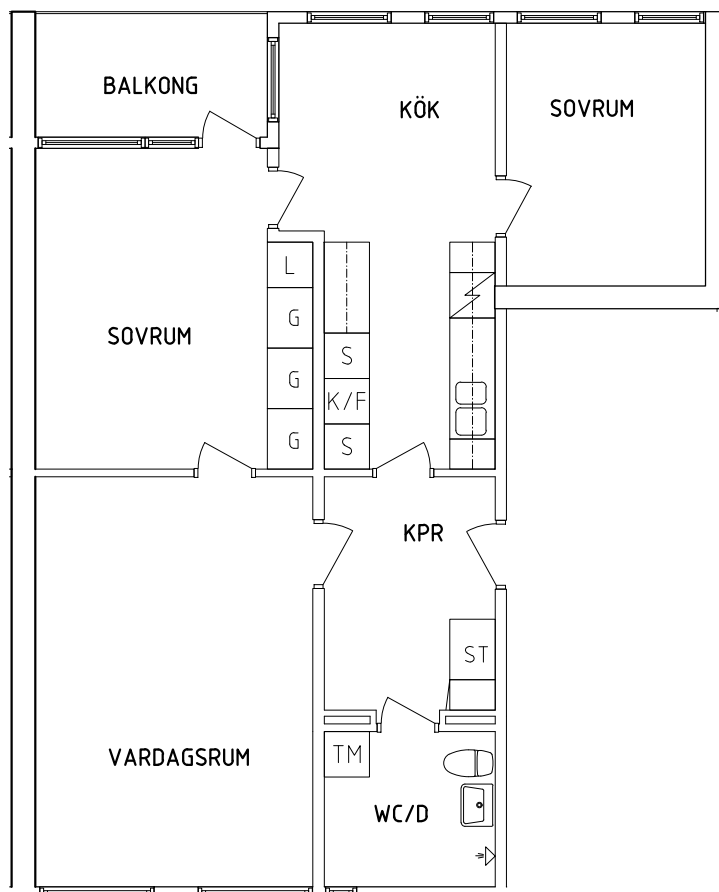 BALKONG
KÖK
SOVRUM
L
G
SOVRUM
S
G
K/F
G
S
KPR
ST
VARDAGSRUM
TM
WC/D